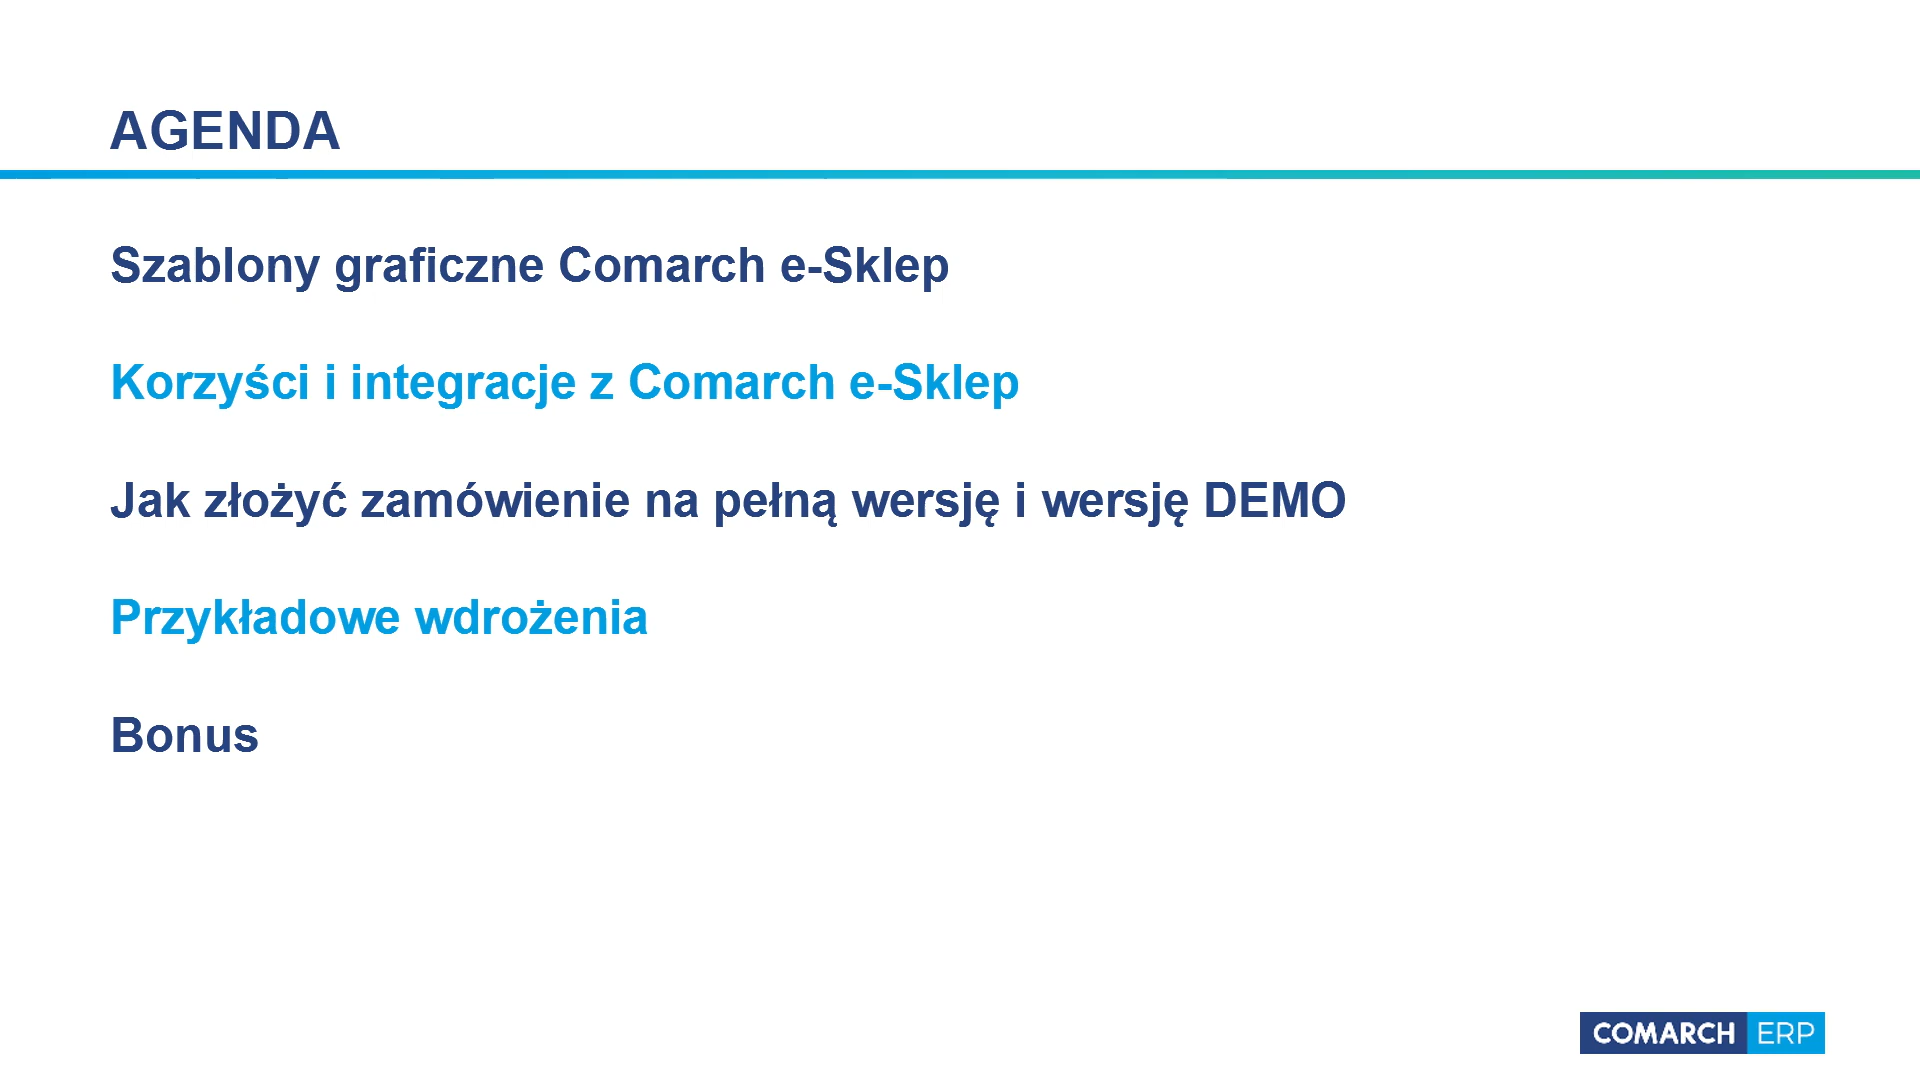 AGENDA
Szablony graficzne Comarch e-Sklep
Korzyści i integracje z Comarch e-Sklep
Jak złożyć zamówienie na pełną wersję i wersję DEMO
Przykładowe wdrożenia
Bonus
COMARCH ERP